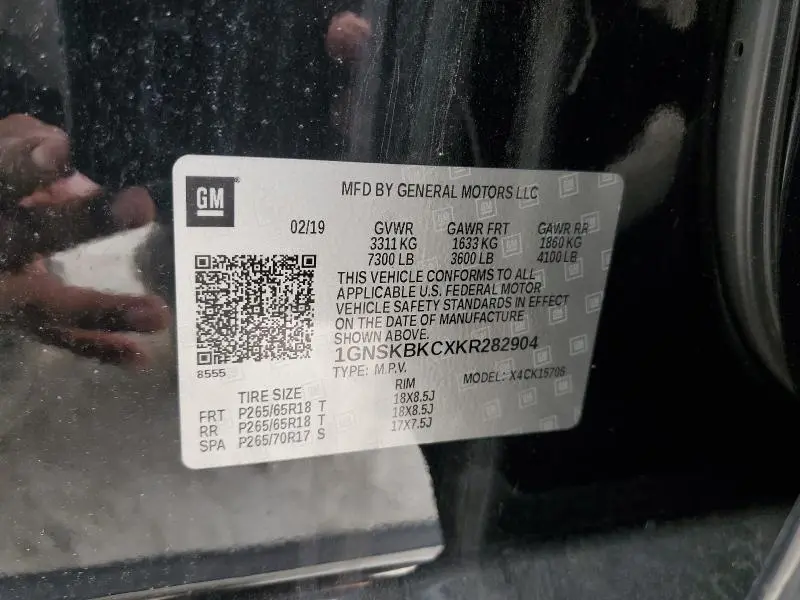 GM
MFD BY GENERAL MOTORS LLC
02/19 GVWR GAWR FRT GAWR RR
3311 KG 1633 KG 1860 KG
7300 LB 3600 LB 4100 LB
THIS VEHICLE CONFORMS TO ALL
APPLICABLE U.S. FEDERAL MOTOR
VEHICLE SAFETY STANDARDS IN EFFECT
ON THE DATE OF MANUFACTURE
SHOWN ABOVE.
1GNSKBKCXKR282904
8555
TYPE: M.P.V. MODEL: X4CK15706
TIRE SIZE RIM
FRT P265/65R18 T 18X8.5J
RR P265/65R18 T 18X8.5J
SPA P265/70R17 S 17X7.5J